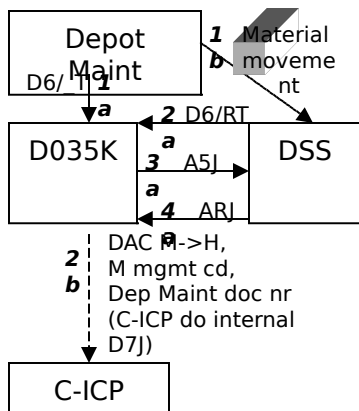 Depot
Maint
1
b
Material
moveme
nt
D6/_T
1
a
2
a
D6/RT
D035K
3
a
A5J
DSS
4
a
ARJ
2
b
DAC M->H,
M mgmt cd,
Dep Maint doc nr
(C-ICP do internal
D7J)
C-ICP